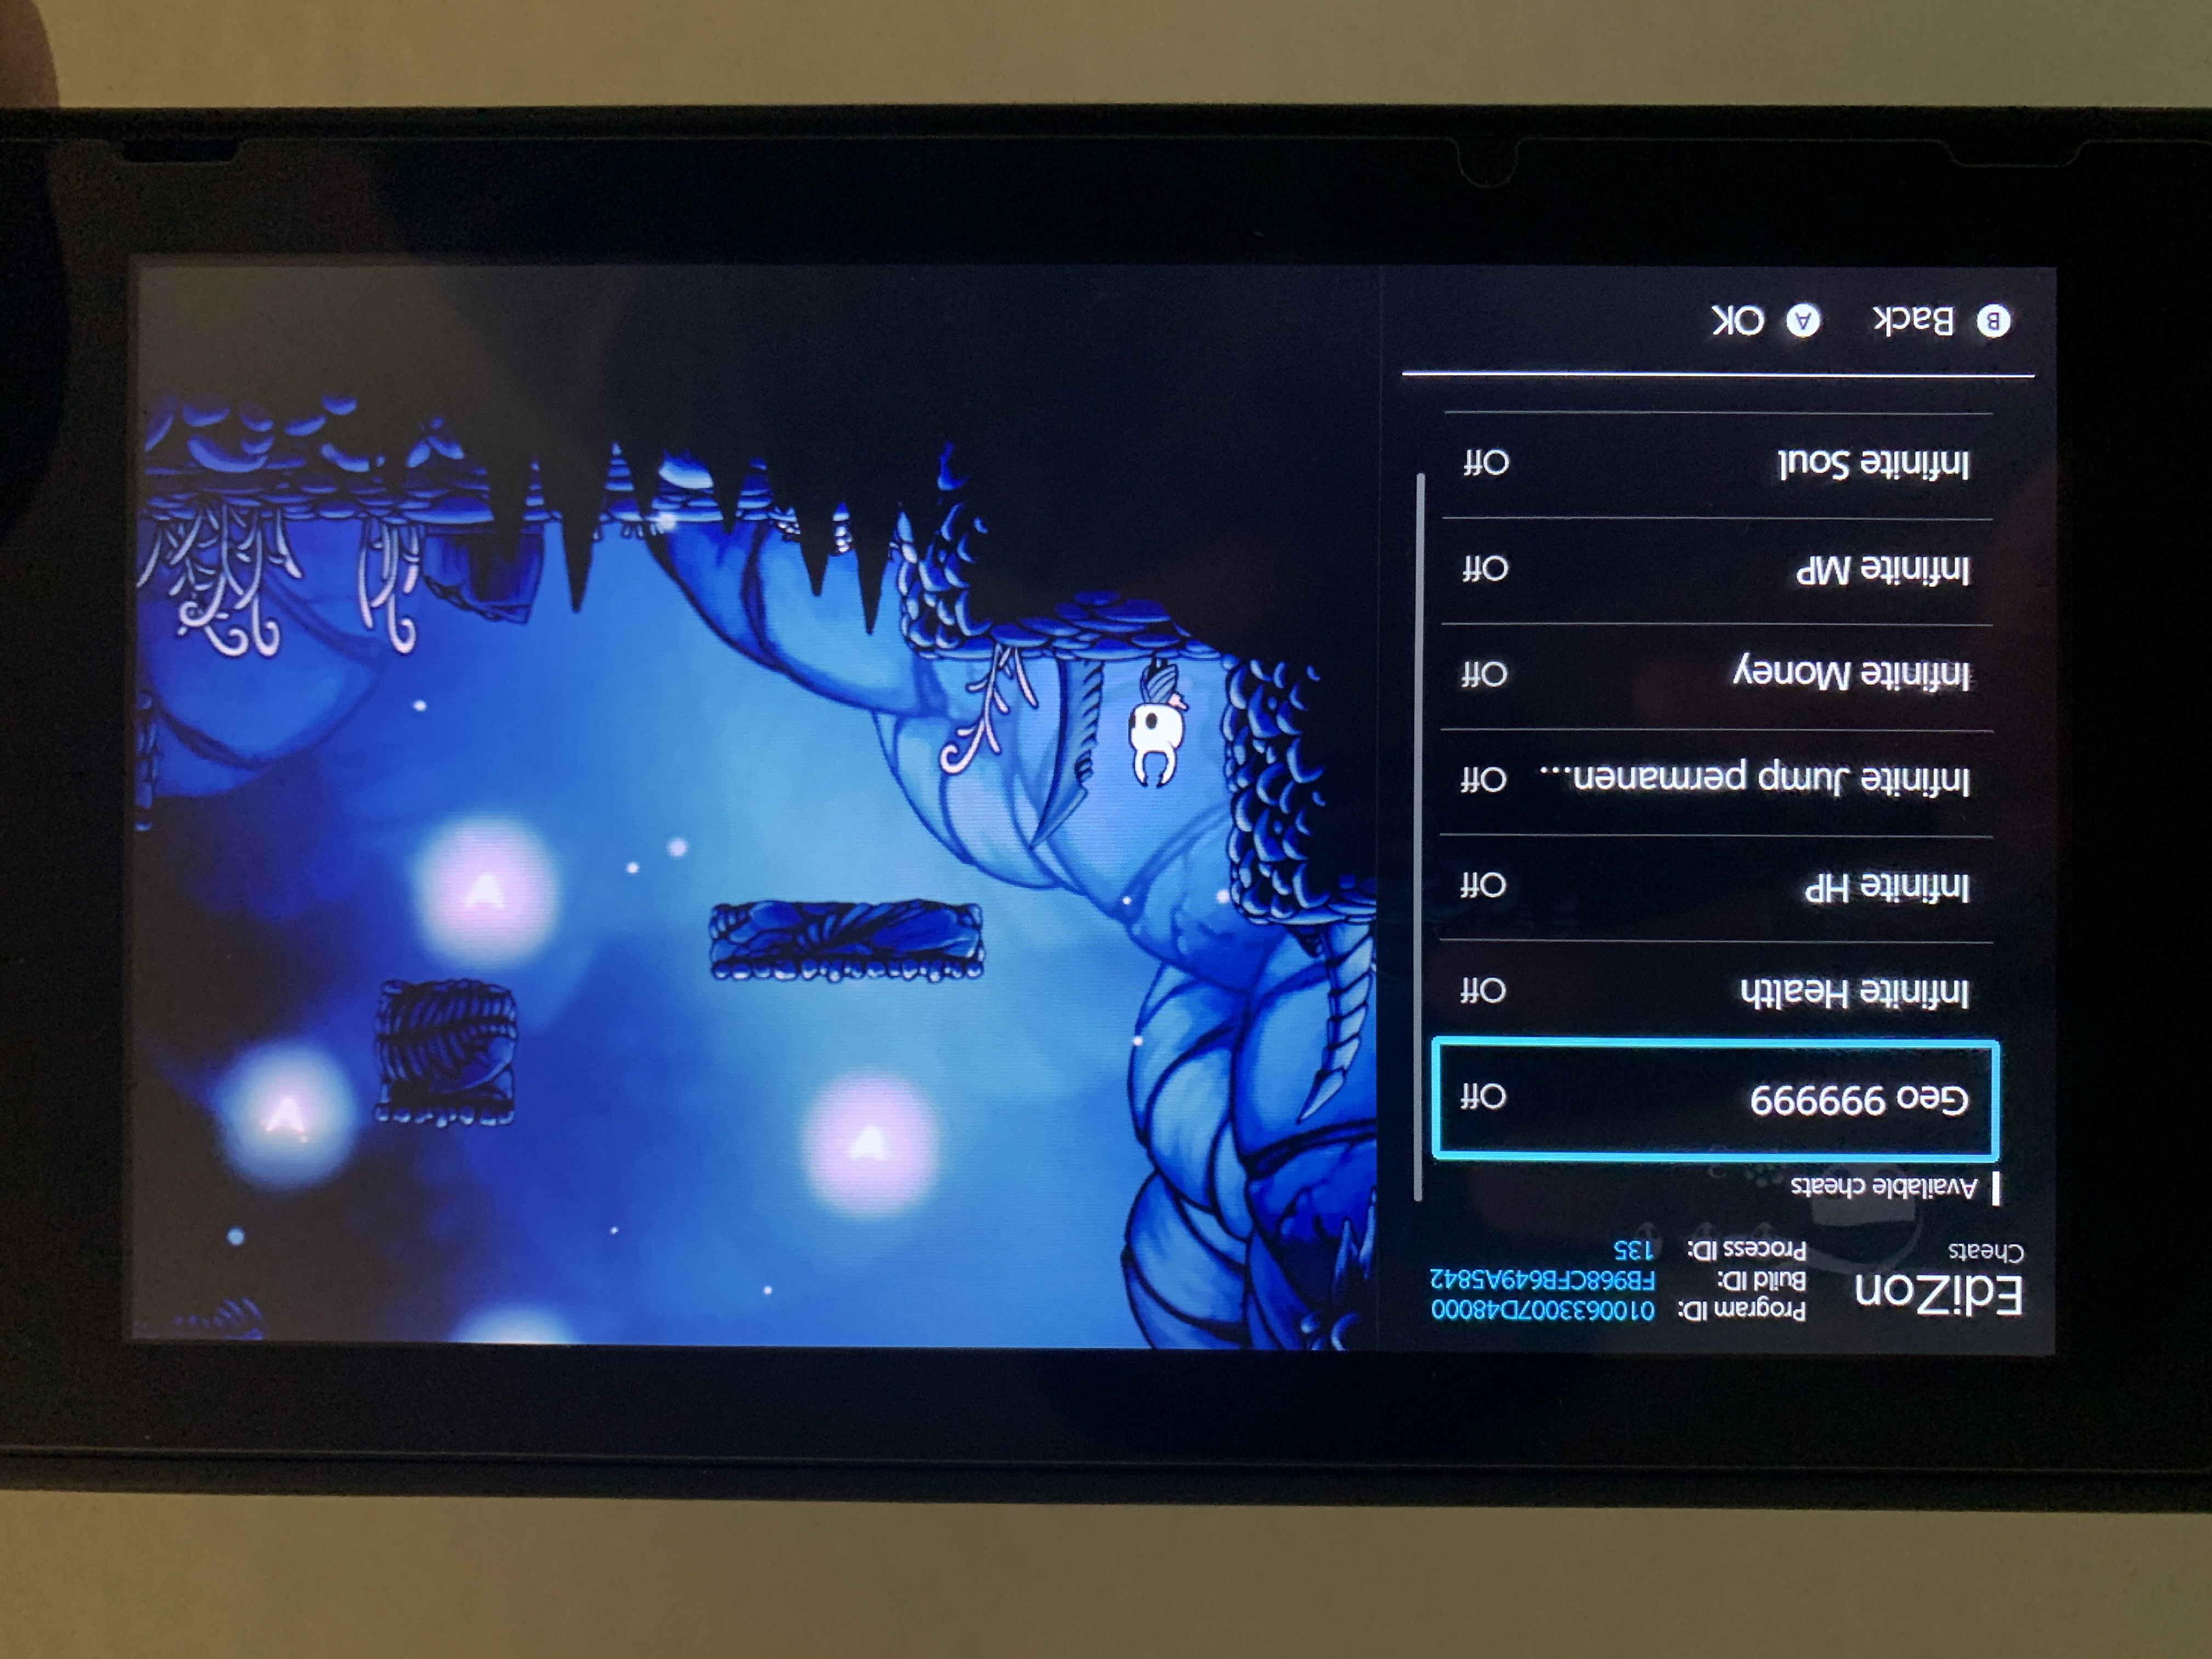 EdiZon
Cheats
Program ID: 0100633007D48000
Build ID: FB968CFB649A5842
Process ID: 135
Available cheats
Geo 999999 Off
Infinite Health Off
Infinite HP Off
Infinite Jump permanen... Off
Infinite Money Off
Infinite MP Off
Infinite Soul Off
B Back A OK